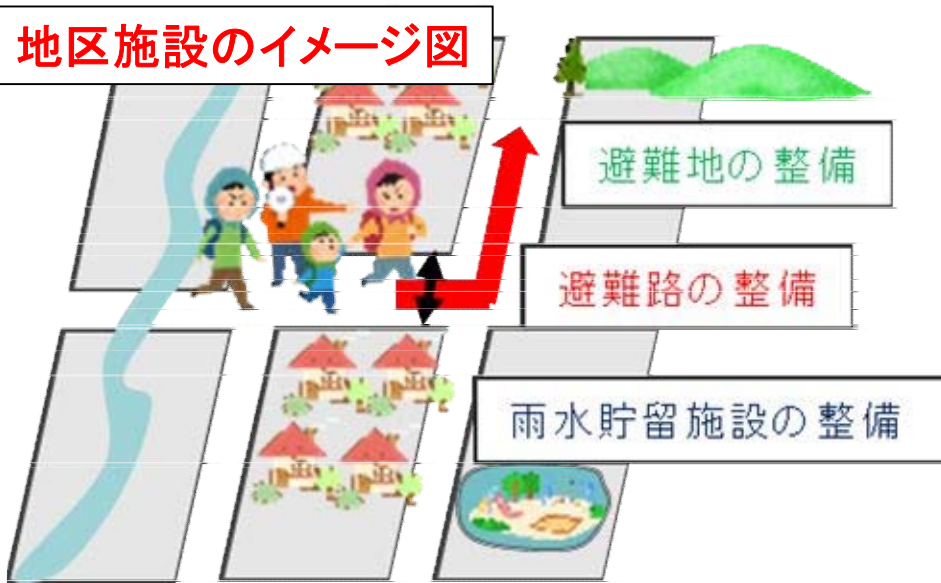 地区施設のイメージ図
避難地の整備
避難路の整備
雨水貯留施設の整備